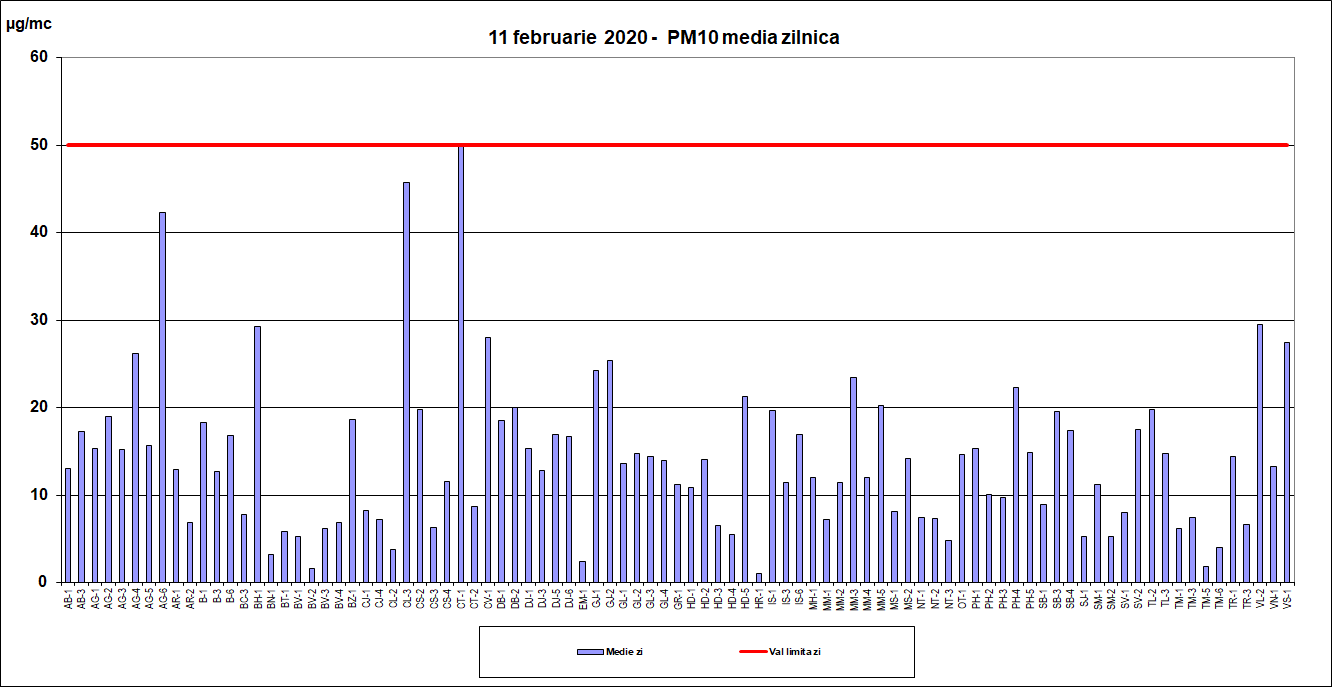 µg/mc
11 februarie 2020 - PM10 media zilnica
60
50
40
30
20
10
0
AB-1 AB-3 AG-1 AG-2 AG-3 AG-4 AG-5 AG-6 AR-1 AR-2 B-1 B-3 B-6 BC-3 BH-1 BN-1 BT-1 BV-1 BV-2 BV-3 BV-4 BZ-1 CJ-1 CJ-4 CL-2 CL-3 CS-2 CS-3 CS-4 CT-1 CT-2 CV-1 DB-1 DB-2 DJ-1 DJ-3 DJ-5 DJ-6 EM-1 GJ-1 GJ-2 GL-1 GL-2 GL-3 GL-4 GR-1 HD-1 HD-2 HD-3 HD-4 HD-5 HR-1 IS-1 IS-3 IS-6 MH-1 MM-1 MM-2 MM-3 MM-4 MM-5 MS-1 MS-2 NT-1 NT-2 NT-3 OT-1 PH-1 PH-2 PH-3 PH-4 PH-5 SB-1 SB-3 SB-4 SJ-1 SM-1 SM-2 SV-1 SV-2 TL-2 TL-3 TM-1 TM-3 TM-5 TM-6 TR-1 TR-3 VL-2 VN-1 VS-1
Medie zi Val limita zi